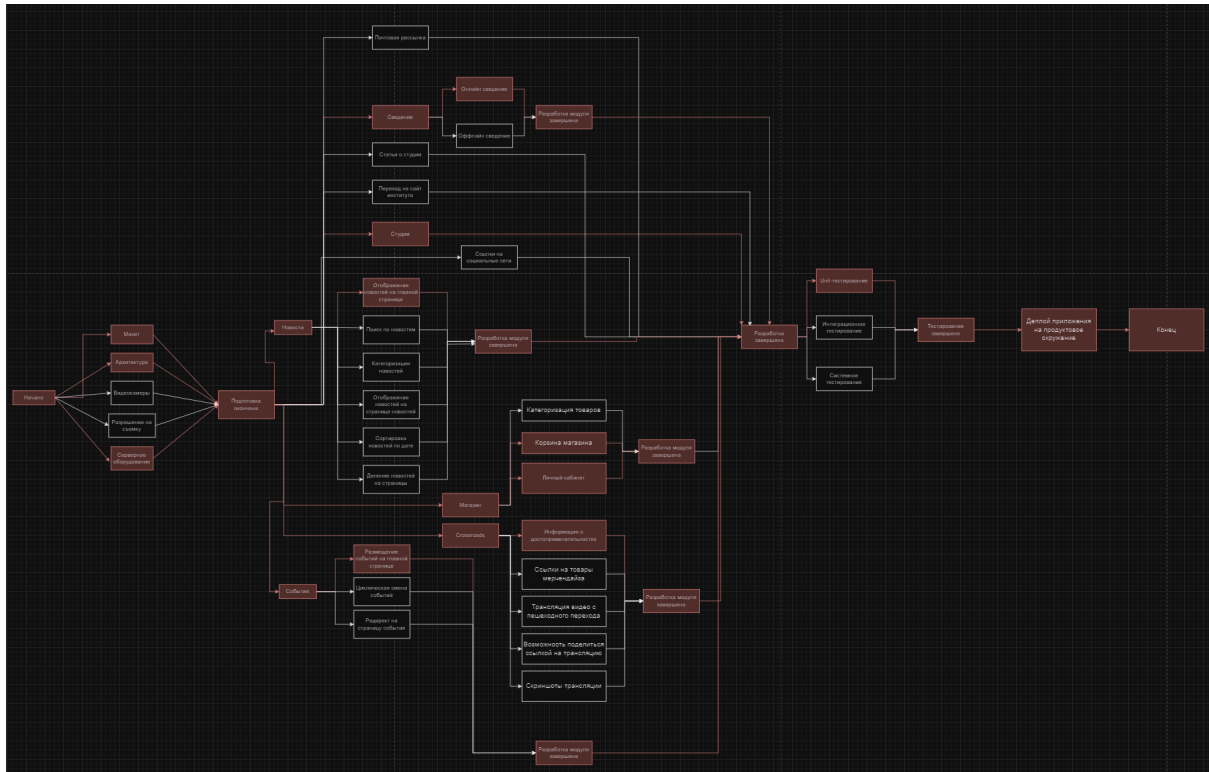 Почтовая рассылка
Онлайн сведение
Сведение
Разработка модуля
завершена
Оффлайн сведение
Статьи о студии
Переход на сайт
института
Студия
Ссылки на
социальные сети
Отображение
новостей на главной
странице
Новости
Поиск по новостям
Разработка модуля
завершена
Категоризация
новостей
Отображение
новостей на
странице новостей
Сортировка
новостей по дате
Деление новостей
на страницы
Макет
Архитектура
Начало
Видеокамеры
Разрешение на
съемку
Серверное
оборудование
Подготовка
окончена
Разработка
завершена
Unit тестирование
Интеграционное
тестирование
Системное
тестирование
Тестирование
завершено
Деплой приложения
на продуктовое
окружение
Конец
Категоризация товаров
Корзина магазина
Разработка модуля
завершена
Личный кабинет
Магазин
Crossroads
Информация о
достопримечательностях
Ссылки на товары
мерчендайза
Трансляция видео с
пешеходного перехода
Разработка модуля
завершена
Возможность поделиться
ссылкой на трансляцию
Скриншоты трансляции
Размещение
событий на главной
странице
События
Циклическая смена
событий
Редирект на
страницу события
Разработка модуля
завершена